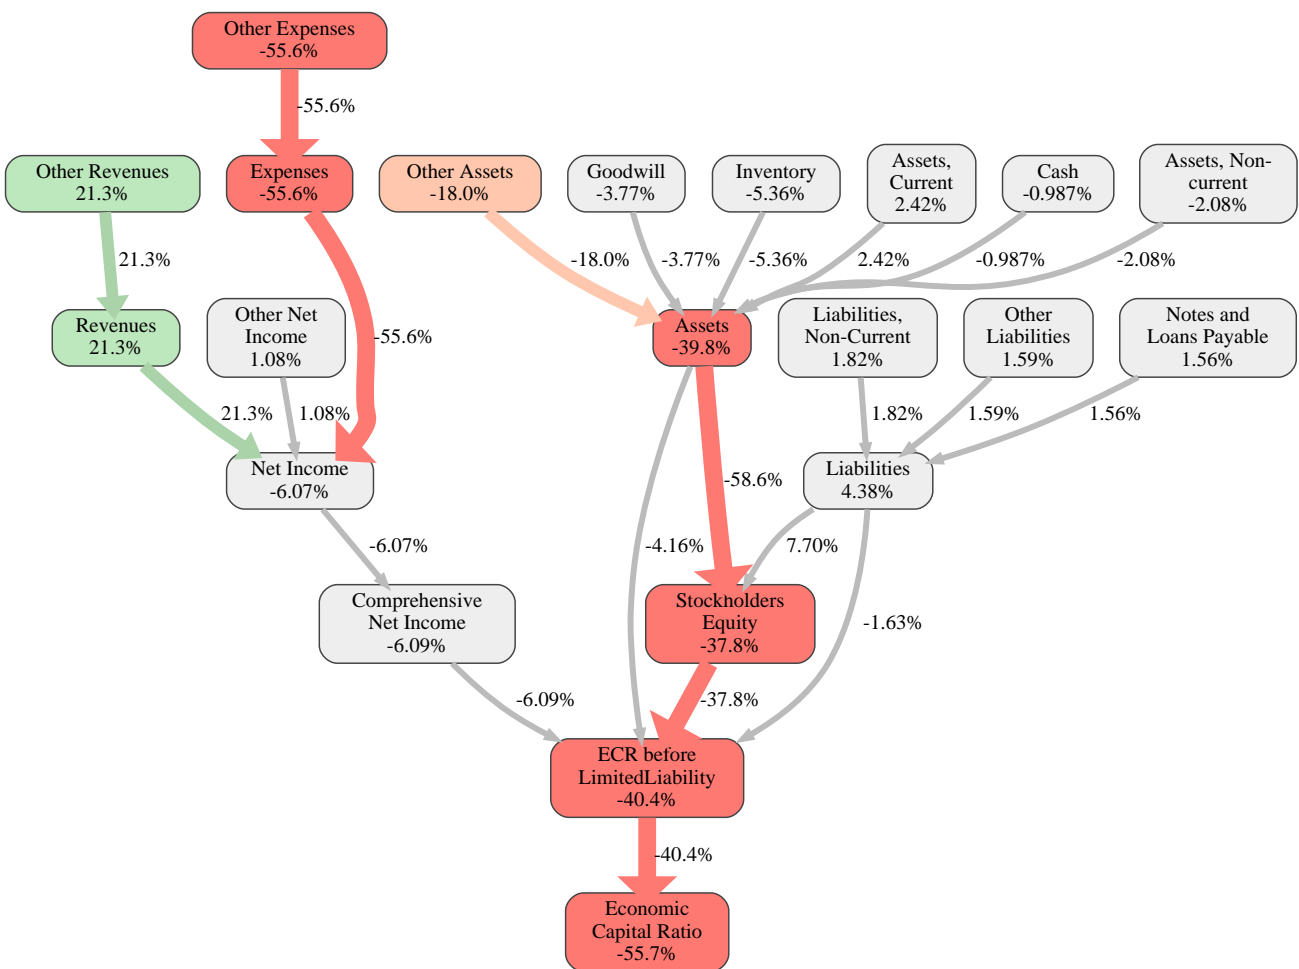 Other Expenses
-55.6%
-55.6%
Other Revenues
21.3%
Expenses
-55.6%
Other Assets
-18.0%
Goodwill
-3.77%
Inventory
-5.36%
Assets,
Current
2.42%
Cash
-0.987%
Assets, Non-
current
-2.08%
21.3%
-18.0%
-3.77%
-5.36%
2.42%
-0.987%
-2.08%
Revenues
21.3%
Other Net
Income
1.08%
-55.6%
Assets
-39.8%
Liabilities,
Non-Current
1.82%
Other
Liabilities
1.59%
Notes and
Loans Payable
1.56%
21.3%
1.08%
1.82%
1.59%
1.56%
Net Income
-6.07%
-58.6%
Liabilities
4.38%
-6.07%
-4.16%
7.70%
Comprehensive
Net Income
-6.09%
Stockholders
Equity
-37.8%
-1.63%
-6.09%
-37.8%
ECR before
LimitedLiability
-40.4%
-40.4%
Economic
Capital Ratio
-55.7%